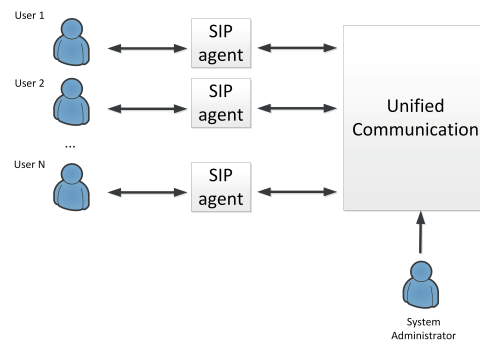 User 1
SIP
agent
User 2
SIP
agent
...
User N
SIP
agent
Unified
Communication
System
Administrator